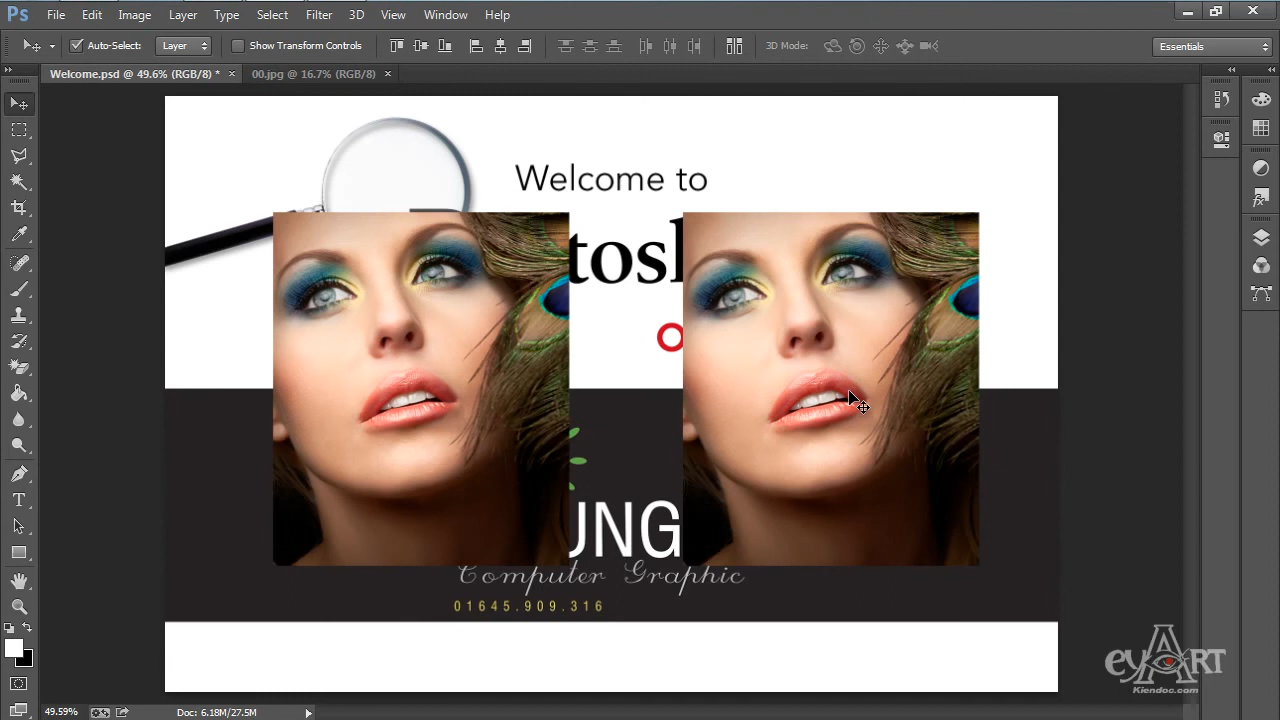 Ps File Edit Image Layer Type Select Filter 3D View Window Help
Auto-Select: Layer Show Transform Controls 3D Mode: Essentials
Welcome.psd @ 49.6% (RGB/8) * × 00.jpg @ 16.7% (RGB/8) ×
Welcome to
tosh
UNG
Computer Graphic
01645.909.316
eyART
Kiendoc.com
49.59% Doc: 6.18M/27.5M